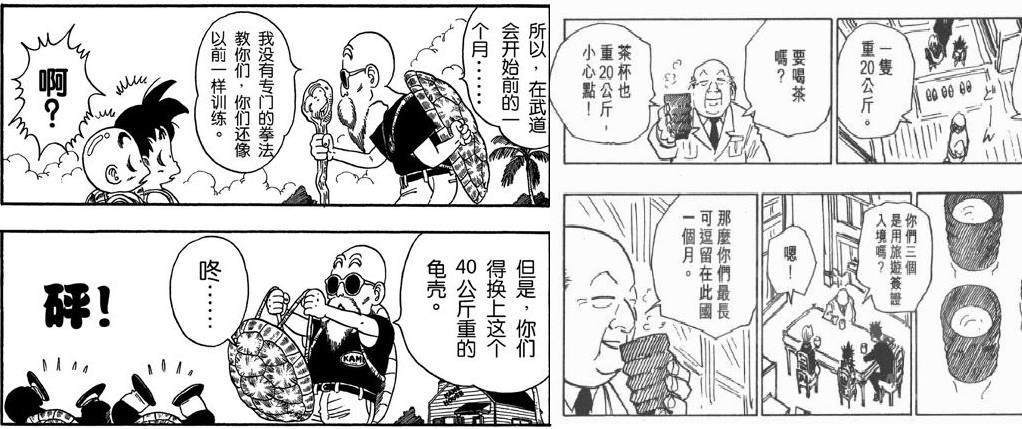 所以，在武道
会开始前的一
个月……
我没有专门的拳法
教你们，你们还像
以前一样训练。
啊？
但是，你们
得换上这个
40公斤重的
龟壳。
KAM
咚……
砰！
一隻
重20公斤。
要喝茶
嗎？
茶杯也
重20公斤，
小心點！
你們三個
是用旅遊簽證
入境嗎？
嗯！
那麼你們最長
可逗留在此國
一個月。